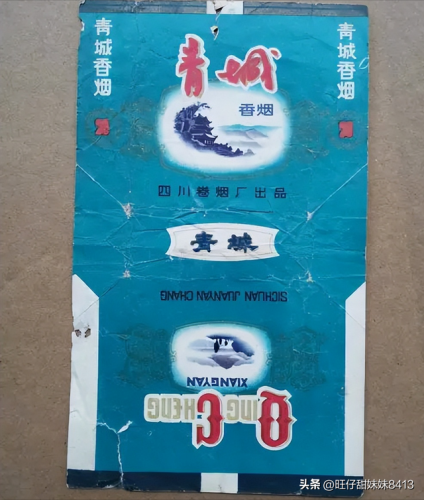 青城香烟
青城
香烟
青城香烟
四川卷烟厂出品
青城
SICHUAN JUANYAN CHANG
XIANGYAN
QING CHENG
头条 @旺仔甜妹妹8413